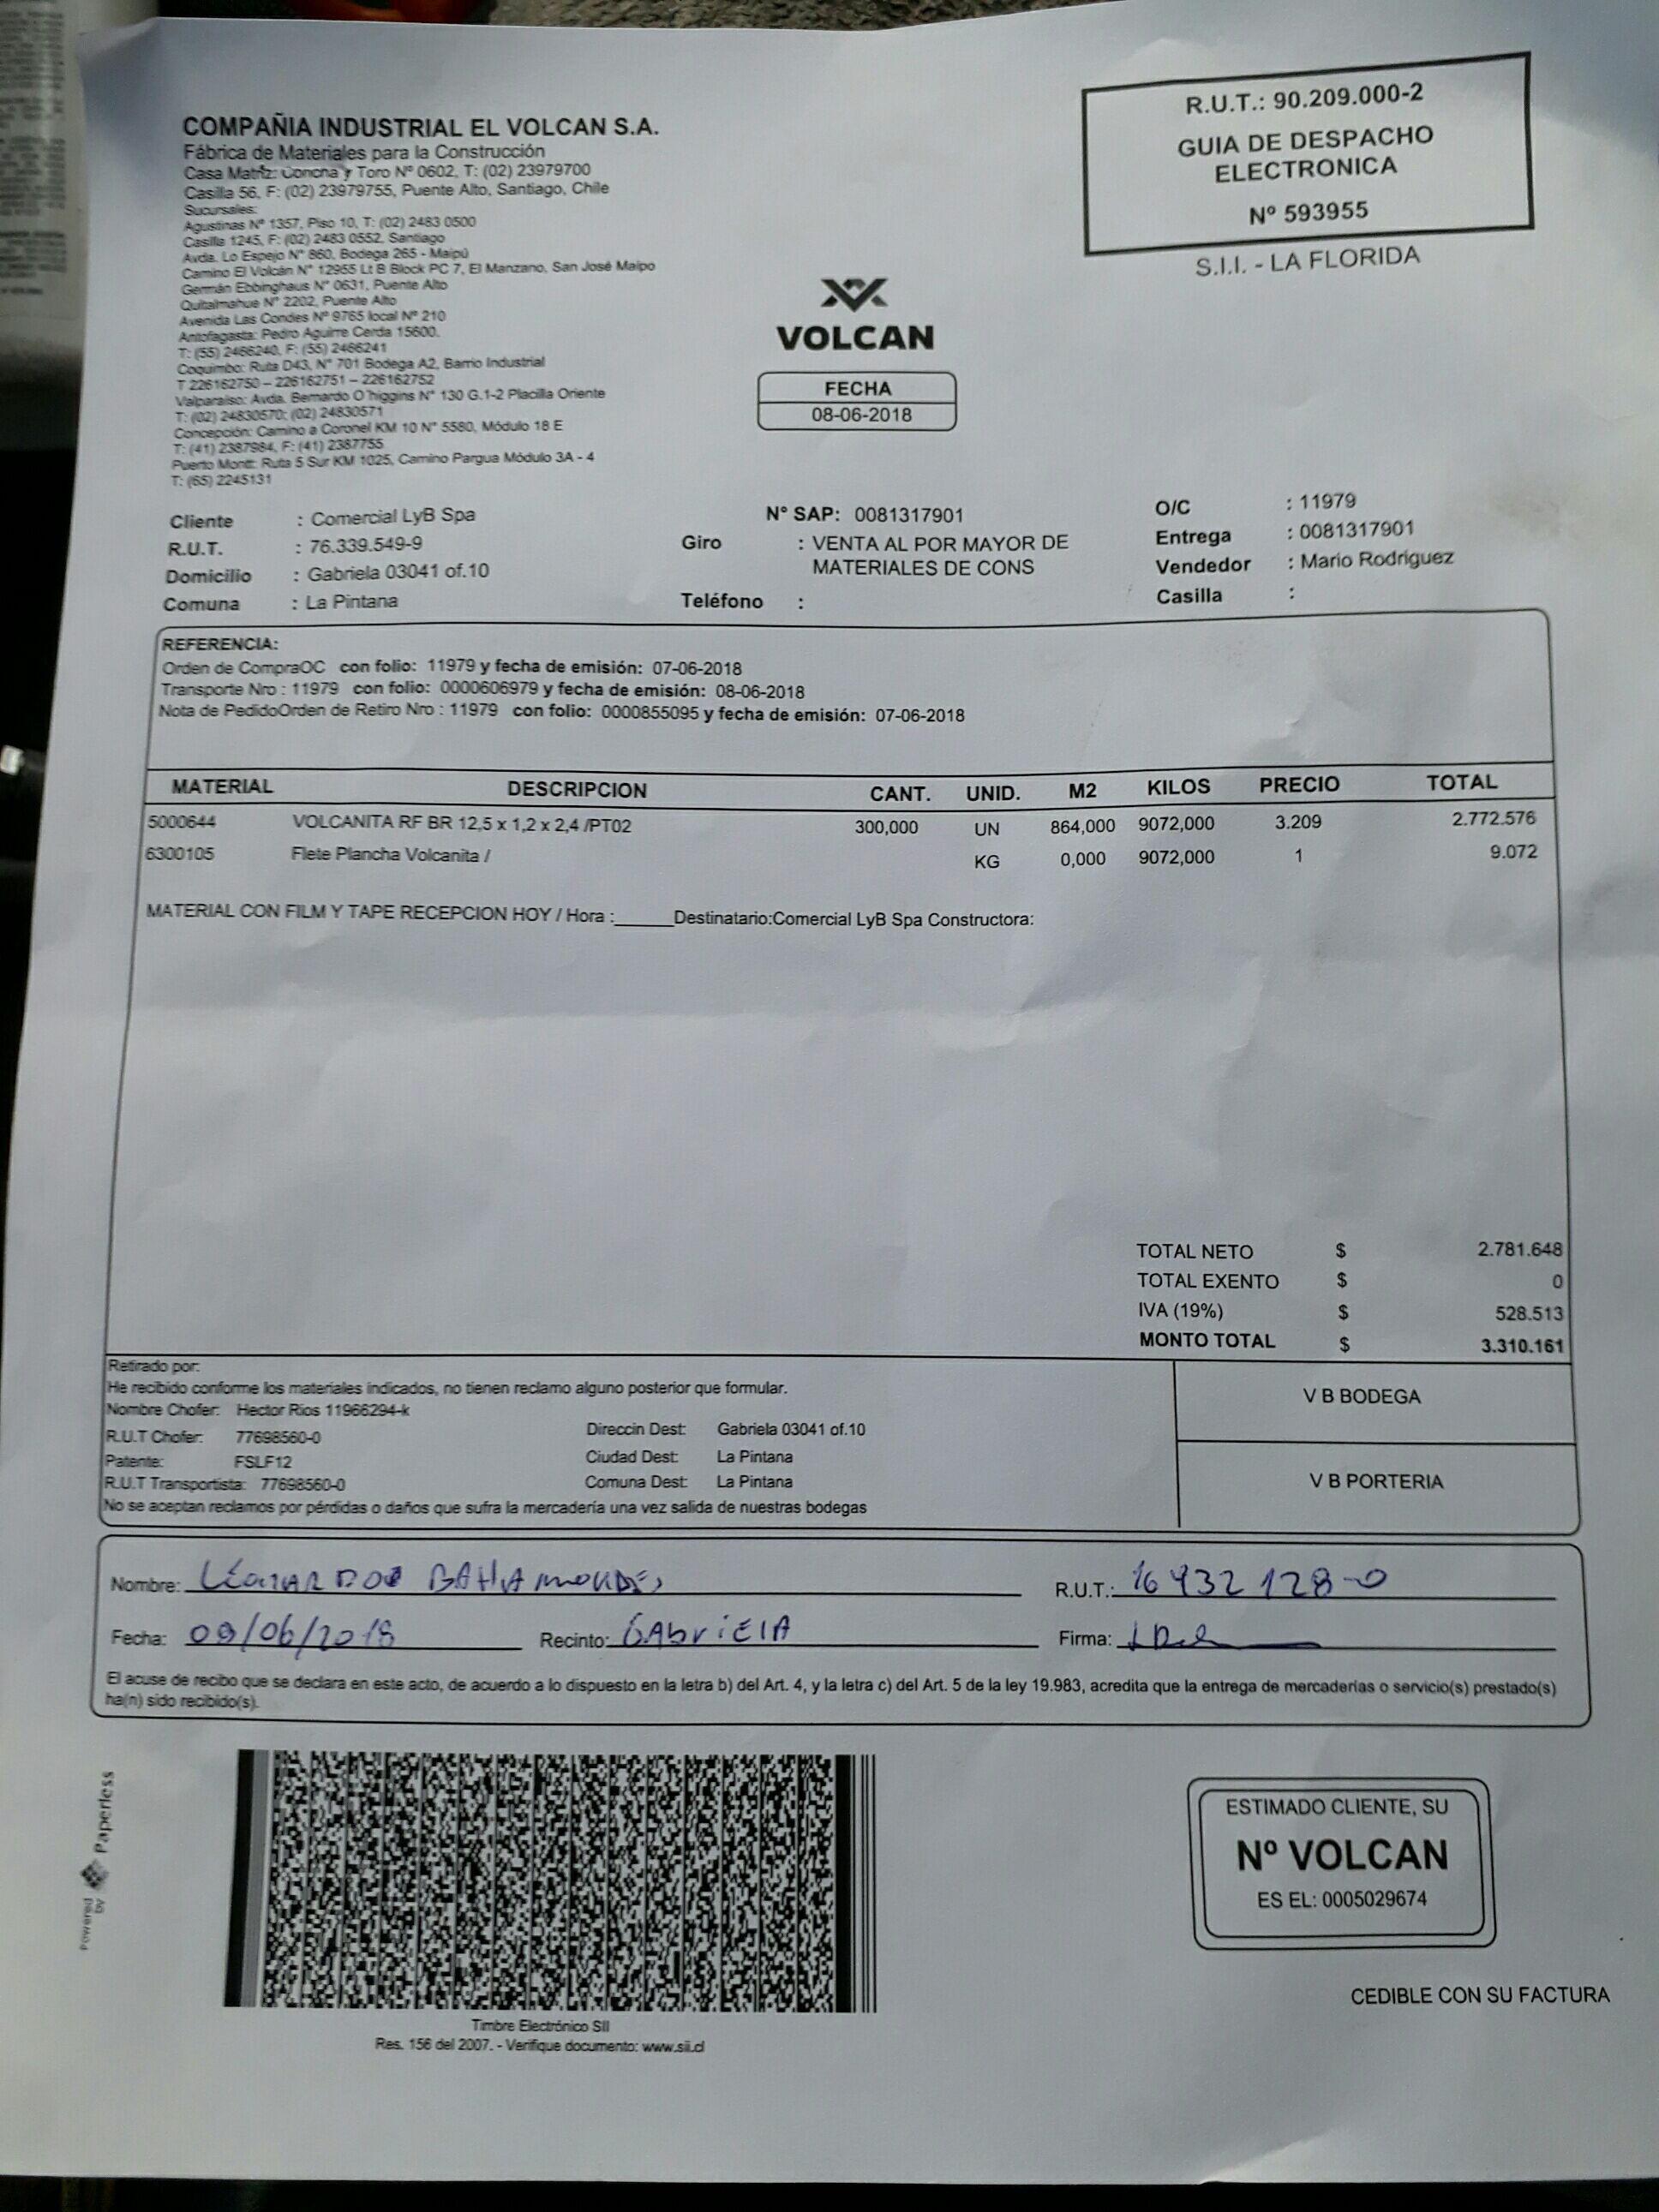 COMPAÑIA INDUSTRIAL EL VOLCAN S.A.
Fábrica de Materiales para la Construcción
Casa Matriz: Concha y Toro Nº 0602, T: (02) 23979700
Casilla 56, F: (02) 23979755, Puente Alto, Santiago, Chile
Sucursales:
Agustinas Nº 1357, Piso 10, T: (02) 2483 0500
Casilla 1245, F: (02) 2483 0552, Santiago
Avda. Lo Espejo N° 860, Bodega 265 - Maipú
Camino El Volcán N° 12955 Lt B Block PC 7, El Manzano, San José Maipo
Germán Ebbinghaus N° 0631, Puente Alto
Quitalmahue N° 2202, Puente Alto
Avenida Las Condes Nº 9765 local Nº 210
Antofagasta: Pedro Aguirre Cerda 15600.
T: (55) 2466240, F: (55) 2466241
Coquimbo: Ruta D43, N° 701 Bodega A2, Barrio Industrial
T 226162750 – 226162751 – 226162752
Valparaíso: Avda. Bernardo O'higgins N° 130 G.1-2 Placilla Oriente
T: (02) 24830570; (02) 24830571
Concepción: Camino a Coronel KM 10 N° 5580, Módulo 18 E
T: (41) 2387984, F: (41) 2387755
Puerto Montt: Ruta 5 Sur KM 1025, Camino Pargua Módulo 3A - 4
T: (65) 2245131
R.U.T.: 90.209.000-2
GUIA DE DESPACHO
ELECTRONICA
Nº 593955
S.I.I. - LA FLORIDA
VOLCAN
FECHA
08-06-2018
Cliente : Comercial LyB Spa N° SAP: 0081317901 O/C : 11979
R.U.T. : 76.339.549-9 Giro : VENTA AL POR MAYOR DE Entrega : 0081317901
Domicilio : Gabriela 03041 of.10 MATERIALES DE CONS Vendedor : Mario Rodriguez
Comuna : La Pintana Teléfono : Casilla :
REFERENCIA:
Orden de CompraOC con folio: 11979 y fecha de emisión: 07-06-2018
Transporte Nro : 11979 con folio: 0000606979 y fecha de emisión: 08-06-2018
Nota de PedidoOrden de Retiro Nro : 11979 con folio: 0000855095 y fecha de emisión: 07-06-2018
MATERIAL DESCRIPCION CANT. UNID. M2 KILOS PRECIO TOTAL
5000644 VOLCANITA RF BR 12,5 x 1,2 x 2,4 /PT02 300,000 UN 864,000 9072,000 3.209 2.772.576
6300105 Flete Plancha Volcanita / KG 0,000 9072,000 1 9.072
MATERIAL CON FILM Y TAPE RECEPCION HOY / Hora :______Destinatario:Comercial LyB Spa Constructora:
TOTAL NETO $ 2.781.648
TOTAL EXENTO $ 0
IVA (19%) $ 528.513
MONTO TOTAL $ 3.310.161
Retirado por:
He recibido conforme los materiales indicados, no tienen reclamo alguno posterior que formular.
Nombre Chofer: Hector Rios 11966294-k
R.U.T Chofer: 77698560-0 Direccin Dest: Gabriela 03041 of.10
Patente: FSLF12 Ciudad Dest: La Pintana
R.U.T Transportista: 77698560-0 Comuna Dest: La Pintana
No se aceptan reclamos por pérdidas o daños que sufra la mercadería una vez salida de nuestras bodegas
V B BODEGA
V B PORTERIA
Nombre: LEONARDO BAHAMONDES R.U.T.: 16 932 128-0
Fecha: 09/06/2018 Recinto: GAbriElA Firma:
El acuse de recibo que se declara en este acto, de acuerdo a lo dispuesto en la letra b) del Art. 4, y la letra c) del Art. 5 de la ley 19.983, acredita que la entrega de mercaderías o servicio(s) prestado(s)
ha(n) sido recibido(s).
Powered by Paperless
Timbre Electrónico SII
Res. 156 del 2007. - Verifique documento: www.sii.cl
ESTIMADO CLIENTE, SU
Nº VOLCAN
ES EL: 0005029674
CEDIBLE CON SU FACTURA